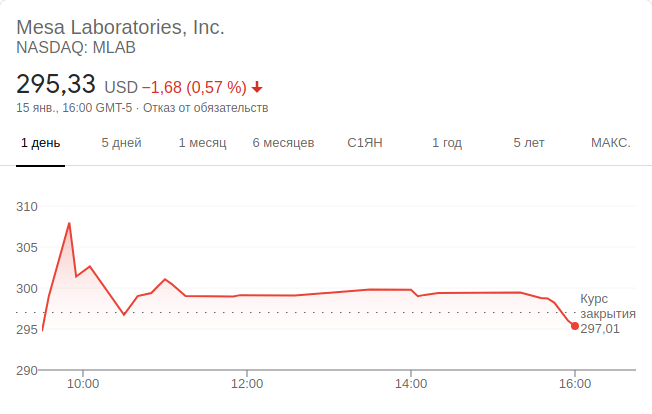 Mesa Laboratories, Inc.
NASDAQ: MLAB
295,33 USD −1,68 (0,57 %)
15 янв., 16:00 GMT-5 · Отказ от обязательств
1 день 5 дней 1 месяц 6 месяцев С1ЯН 1 год 5 лет МАКС.
310
305
300
295
290
Курс
закрытия
297,01
10:00 12:00 14:00 16:00